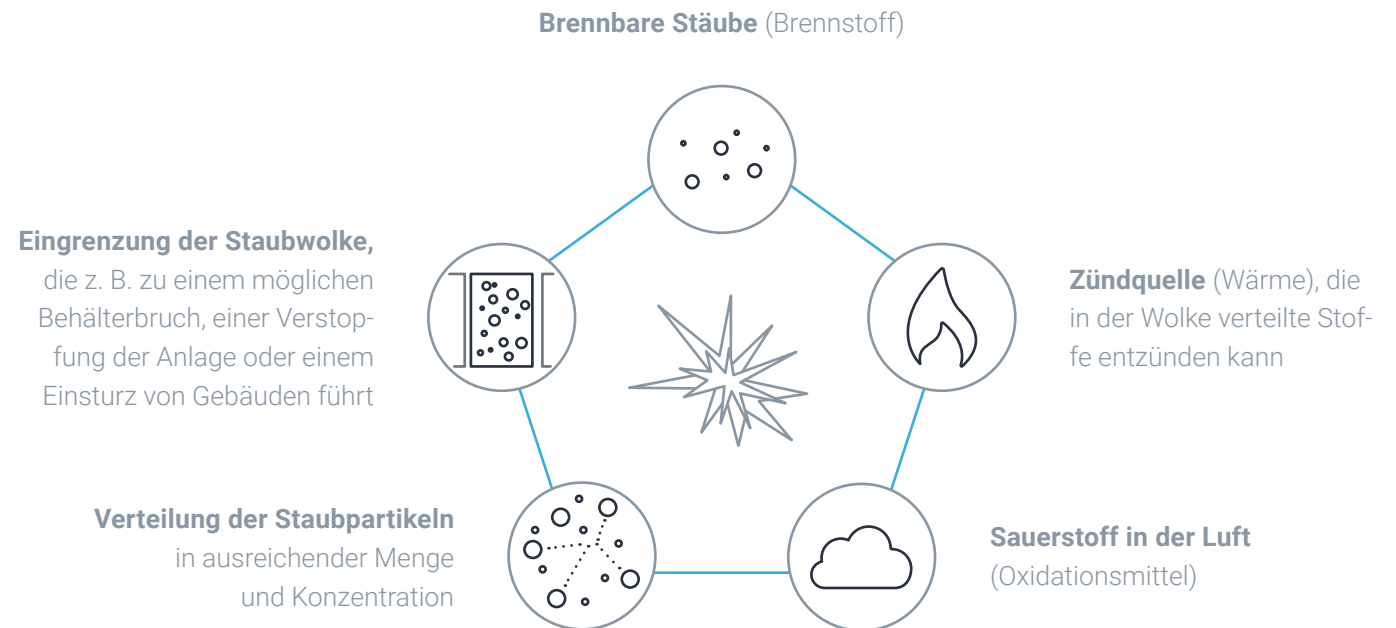 Brennbare Stäube (Brennstoff)
Eingrenzung der Staubwolke,
die z. B. zu einem möglichen
Behälterbruch, einer Verstop-
fung der Anlage oder einem
Einsturz von Gebäuden führt
Zündquelle (Wärme), die
in der Wolke verteilte Stof-
fe entzünden kann
Verteilung der Staubpartikeln
in ausreichender Menge
und Konzentration
Sauerstoff in der Luft
(Oxidationsmittel)